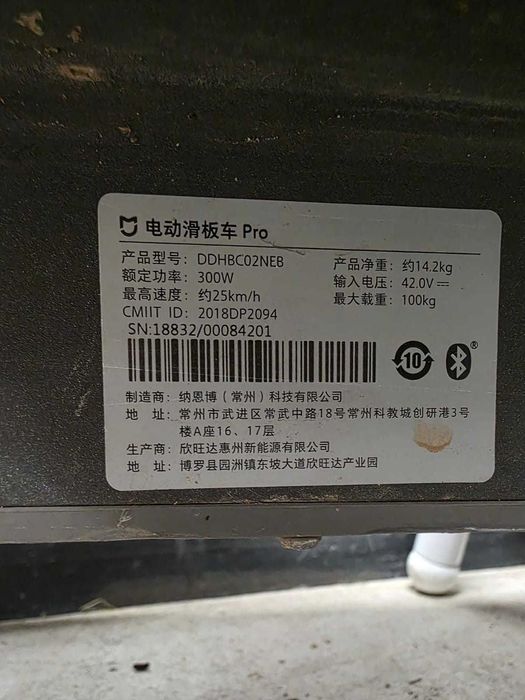 电动滑板车 Pro
产品型号： DDHBC02NEB 产品净重：约14.2kg
额定功率： 300W 输入电压：42.0V⎓
最高速度： 约25km/h 最大载重：100kg
CMIIT ID： 2018DP2094
SN:18832/00084201
10
®
制造商： 纳恩博（常州）科技有限公司
地 址： 常州市武进区常武中路18号常州科教城创研港3号
楼A座16、17层
生产商： 欣旺达惠州新能源有限公司
地 址： 博罗县园洲镇东坡大道欣旺达产业园